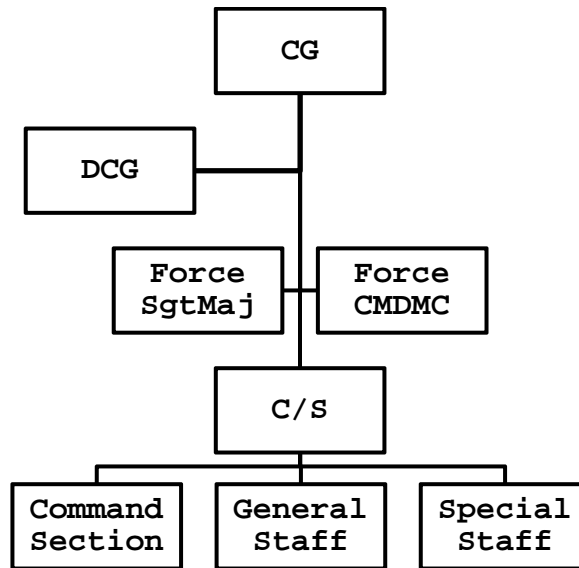 CG
DCG
Force
SgtMaj
Force
CMDMC
C/S
Command
Section
General
Staff
Special
Staff